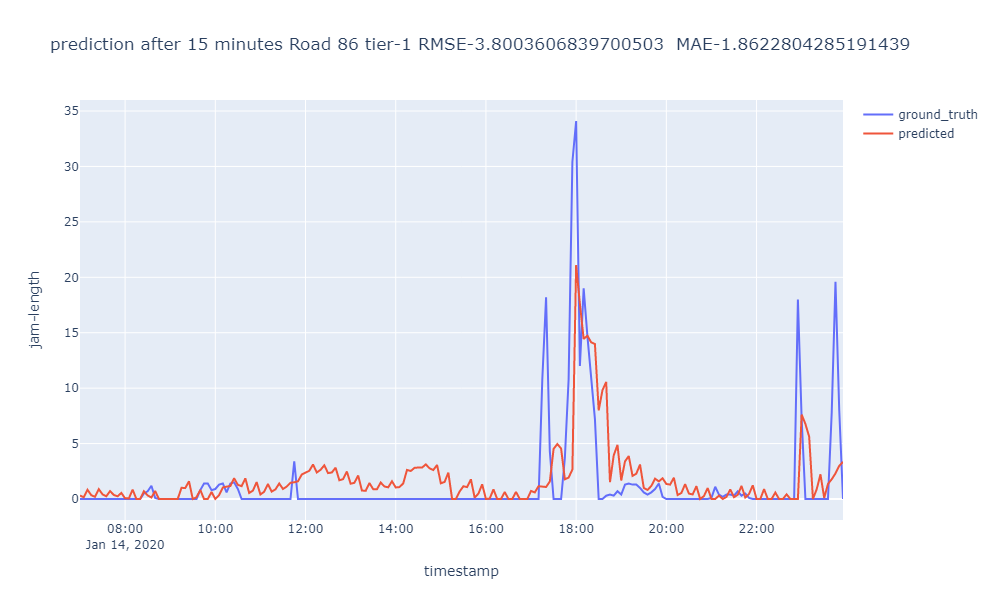 prediction after 15 minutes Road 86 tier-1 RMSE-3.8003606839700503  MAE-1.8622804285191439
ground_truth
predicted
35
30
25
20
15
10
5
0
jam-length
08:00 10:00 12:00 14:00 16:00 18:00 20:00 22:00
Jan 14, 2020
timestamp